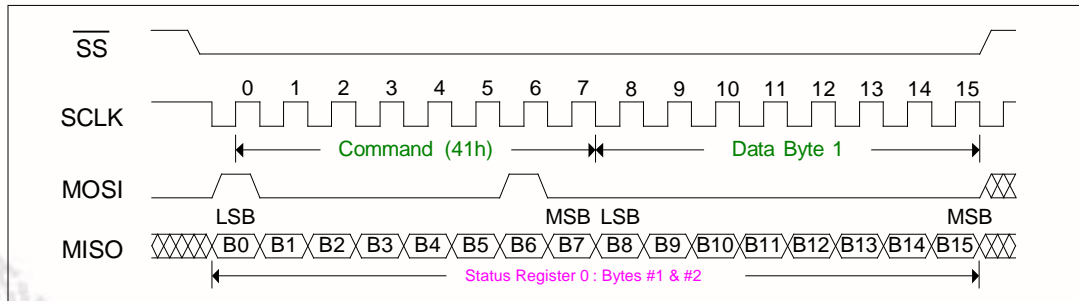 SS
0 1 2 3 4 5 6 7 8 9 10 11 12 13 14 15
SCLK
Command (41h) Data Byte 1
MOSI
LSB MSB LSB MSB
MISO B0 B1 B2 B3 B4 B5 B6 B7 B8 B9 B10 B11 B12 B13 B14 B15
Status Register 0 : Bytes #1 & #2